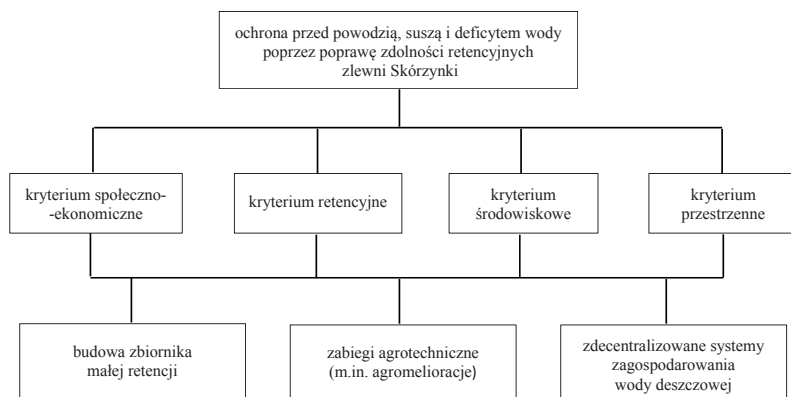 ochrona przed powodzią, suszą i deficytem wody
poprzez poprawę zdolności retencyjnych
zlewni Skórzynki
kryterium społeczno-
-ekonomiczne
kryterium retencyjne
kryterium
środowiskowe
kryterium
przestrzenne
budowa zbiornika
małej retencji
zabiegi agrotechniczne
(m.in. agromelioracje)
zdecentralizowane systemy
zagospodarowania
wody deszczowej